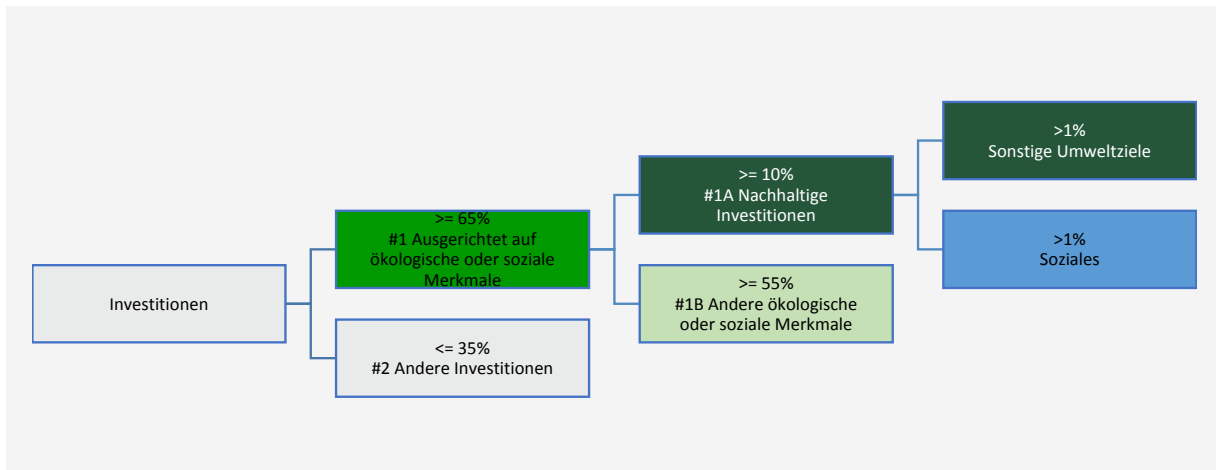 Investitionen
>= 65%
#1 Ausgerichtet auf
ökologische oder soziale
Merkmale
<= 35%
#2 Andere Investitionen
>= 10%
#1A Nachhaltige
Investitionen
>= 55%
#1B Andere ökologische
oder soziale Merkmale
>1%
Sonstige Umweltziele
>1%
Soziales